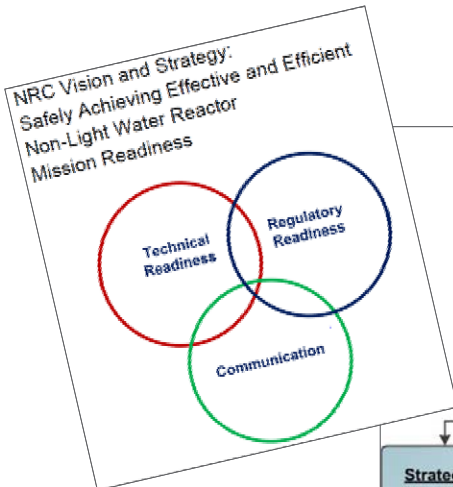 NRC Vision and Strategy:
Safely Achieving Effective and Efficient
Non-Light Water Reactor
Mission Readiness
Technical
Readiness
Regulatory
Readiness
Communication